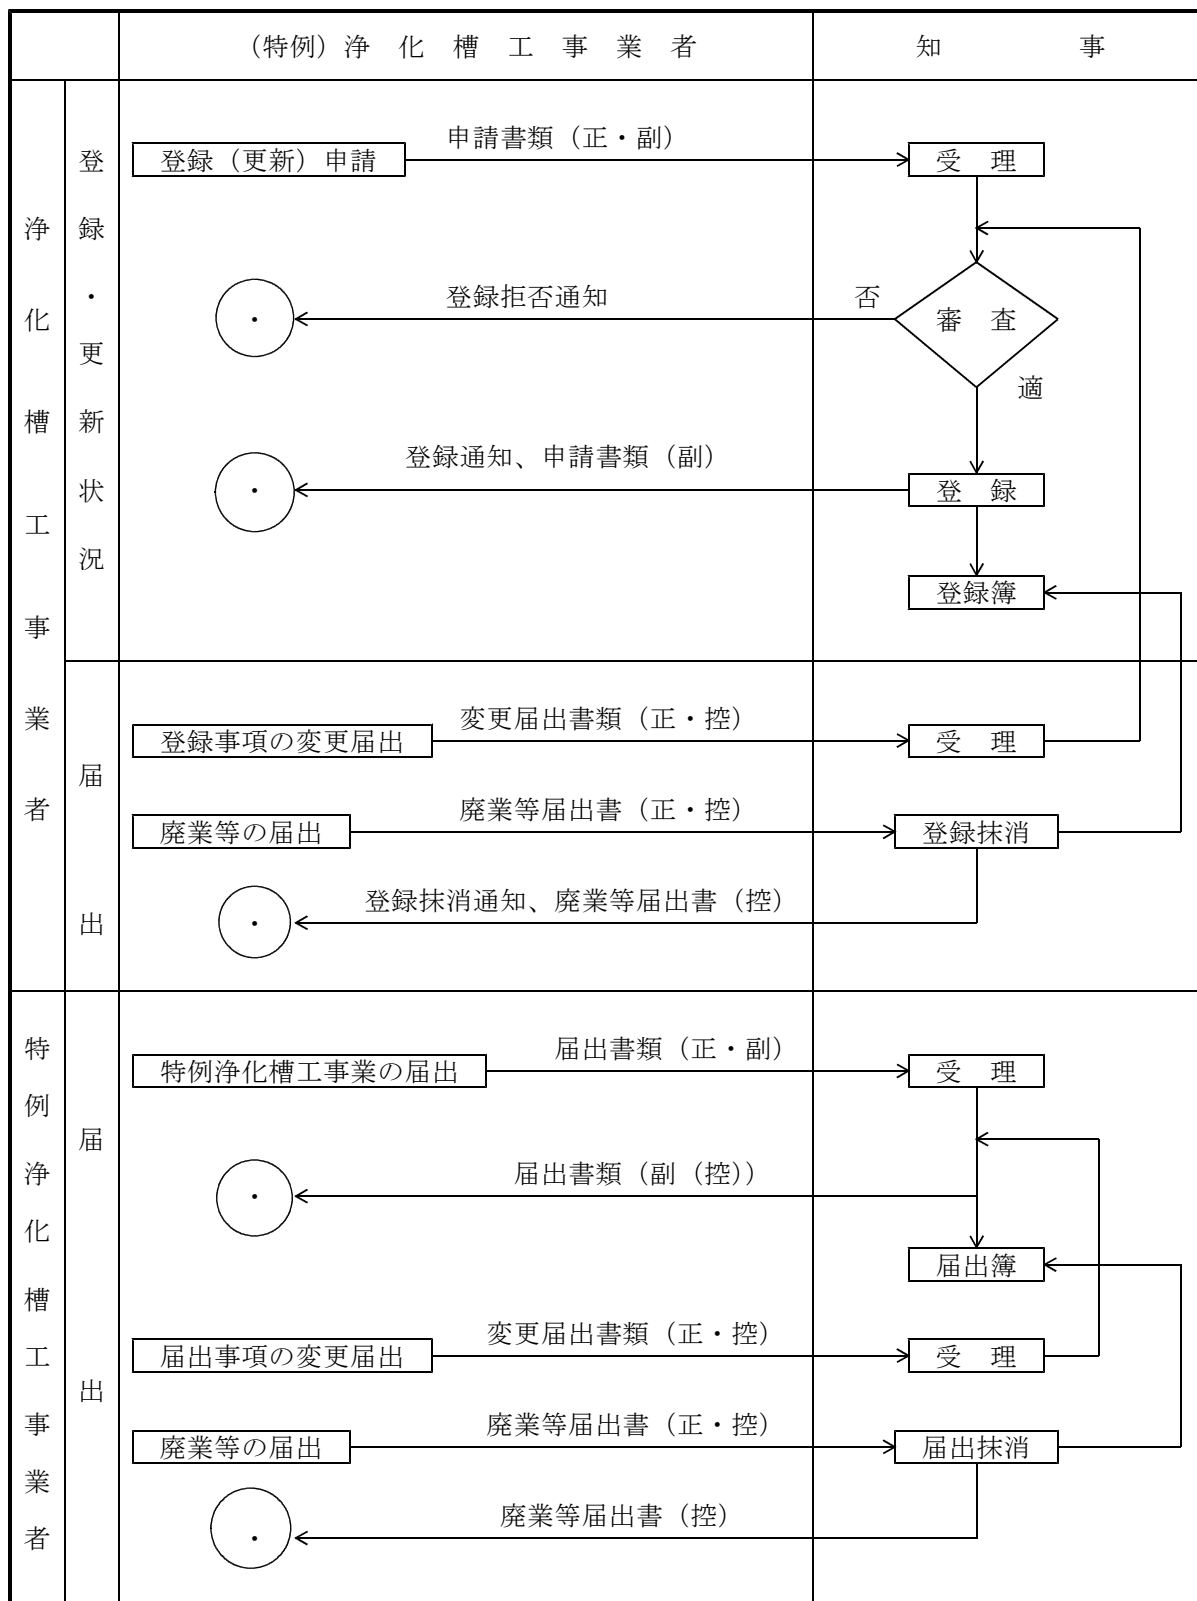 (特例)浄化槽工事業者
知事
浄化槽工事業者
登録・更新状況
申請書類（正・副）
登録（更新）申請
受理
登録拒否通知
否
審査
適
登録通知、申請書類（副）
登録
登録簿
届出
変更届出書類（正・控）
登録事項の変更届出
受理
廃業等届出書（正・控）
廃業等の届出
登録抹消
登録抹消通知、廃業等届出書（控）
特例浄化槽工事業者
届出
届出書類（正・副）
特例浄化槽工事業の届出
受理
届出書類（副（控））
届出簿
変更届出書類（正・控）
届出事項の変更届出
受理
廃業等届出書（正・控）
廃業等の届出
届出抹消
廃業等届出書（控）